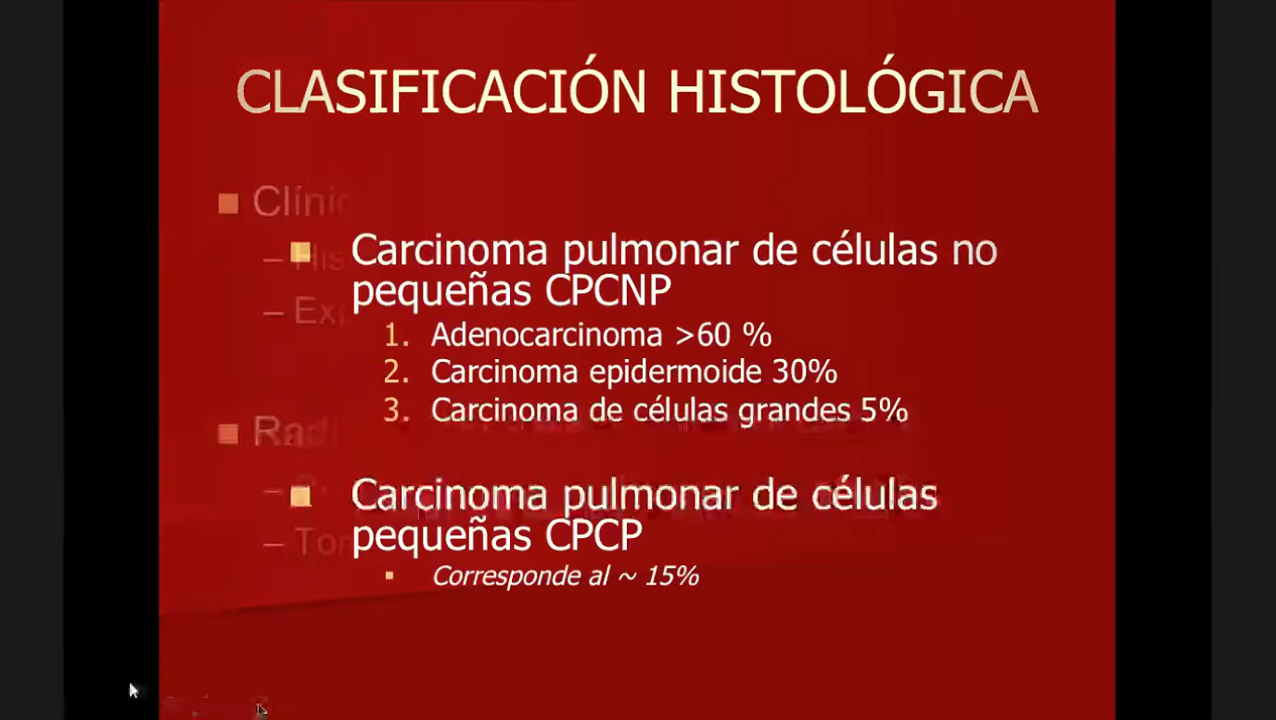 CLASIFICACIÓN HISTOLÓGICA
Carcinoma pulmonar de células no
pequeñas CPCNP
1. Adenocarcinoma >60 %
2. Carcinoma epidermoide 30%
3. Carcinoma de células grandes 5%
Carcinoma pulmonar de células
pequeñas CPCP
Corresponde al ~ 15%